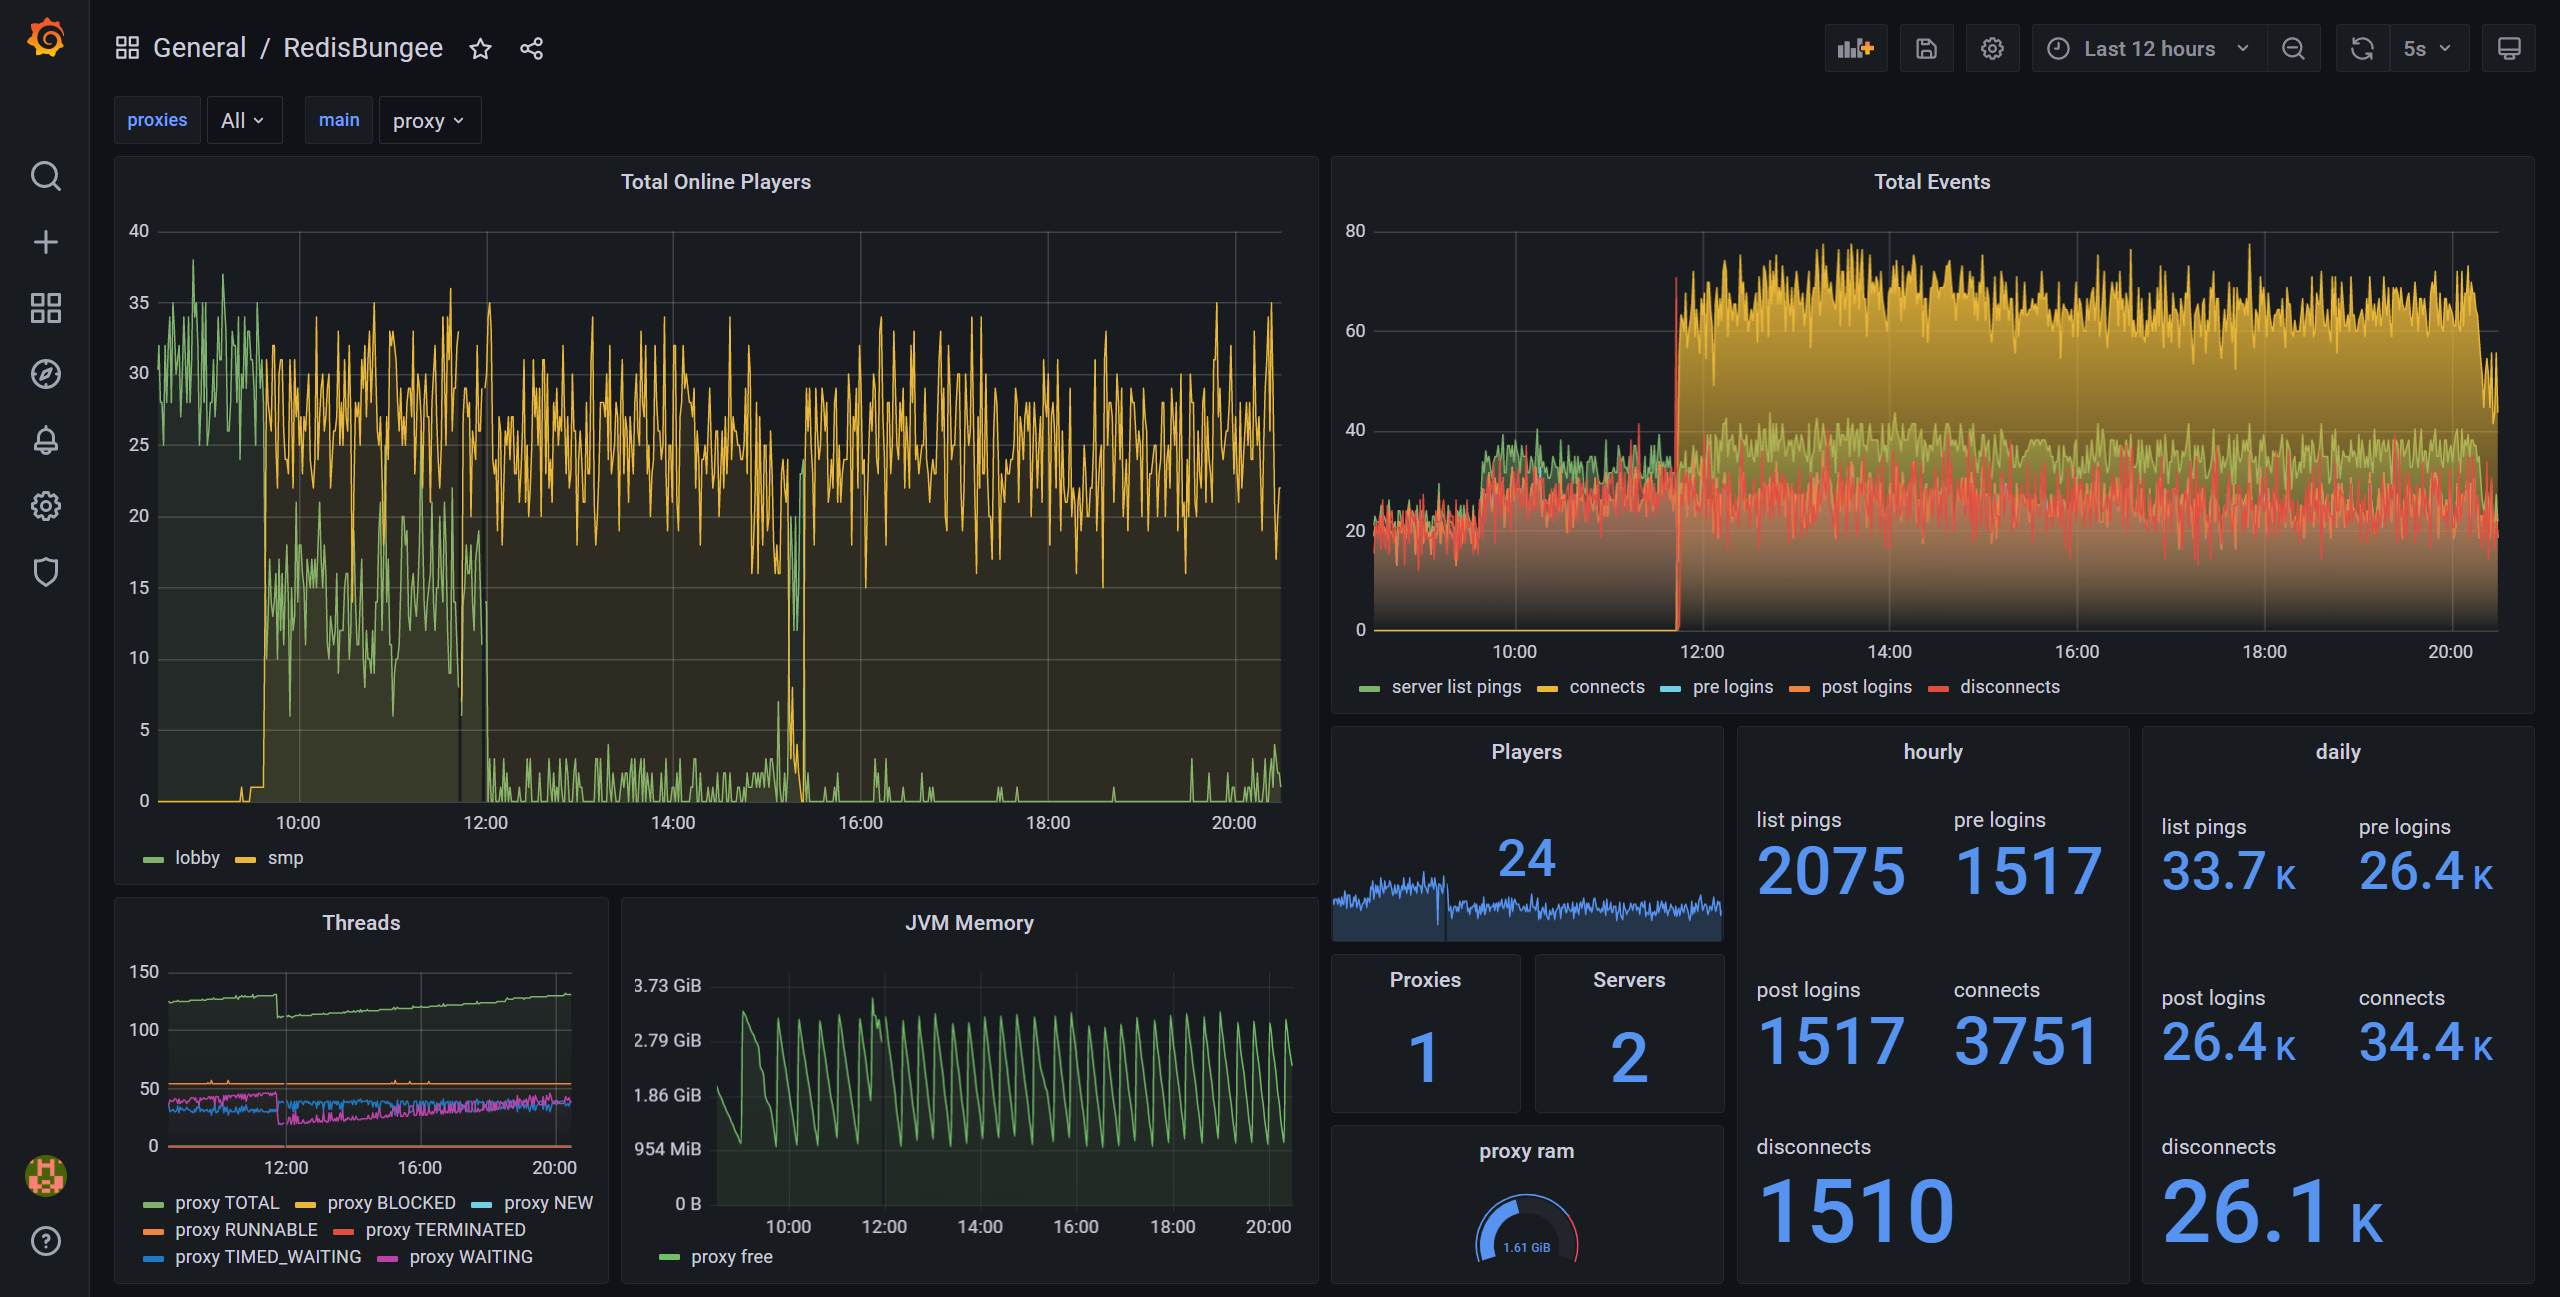 General / RedisBungee
Last 12 hours
5s
proxies All main proxy
Total Online Players
40
35
30
25
20
15
10
5
0
10:00 12:00 14:00 16:00 18:00 20:00
lobby smp
Total Events
80
60
40
20
0
10:00 12:00 14:00 16:00 18:00 20:00
server list pings connects pre logins post logins disconnects
Threads
150
100
50
0
12:00 16:00 20:00
proxy TOTAL proxy BLOCKED proxy NEW
proxy RUNNABLE proxy TERMINATED
proxy TIMED_WAITING proxy WAITING
JVM Memory
3.73 GiB
2.79 GiB
1.86 GiB
954 MiB
0 B
10:00 12:00 14:00 16:00 18:00 20:00
proxy free
Players
24
Proxies
1
Servers
2
proxy ram
1.61 GiB
hourly
list pings pre logins
2075 1517
post logins connects
1517 3751
disconnects
1510
daily
list pings pre logins
33.7 K 26.4 K
post logins connects
26.4 K 34.4 K
disconnects
26.1 K